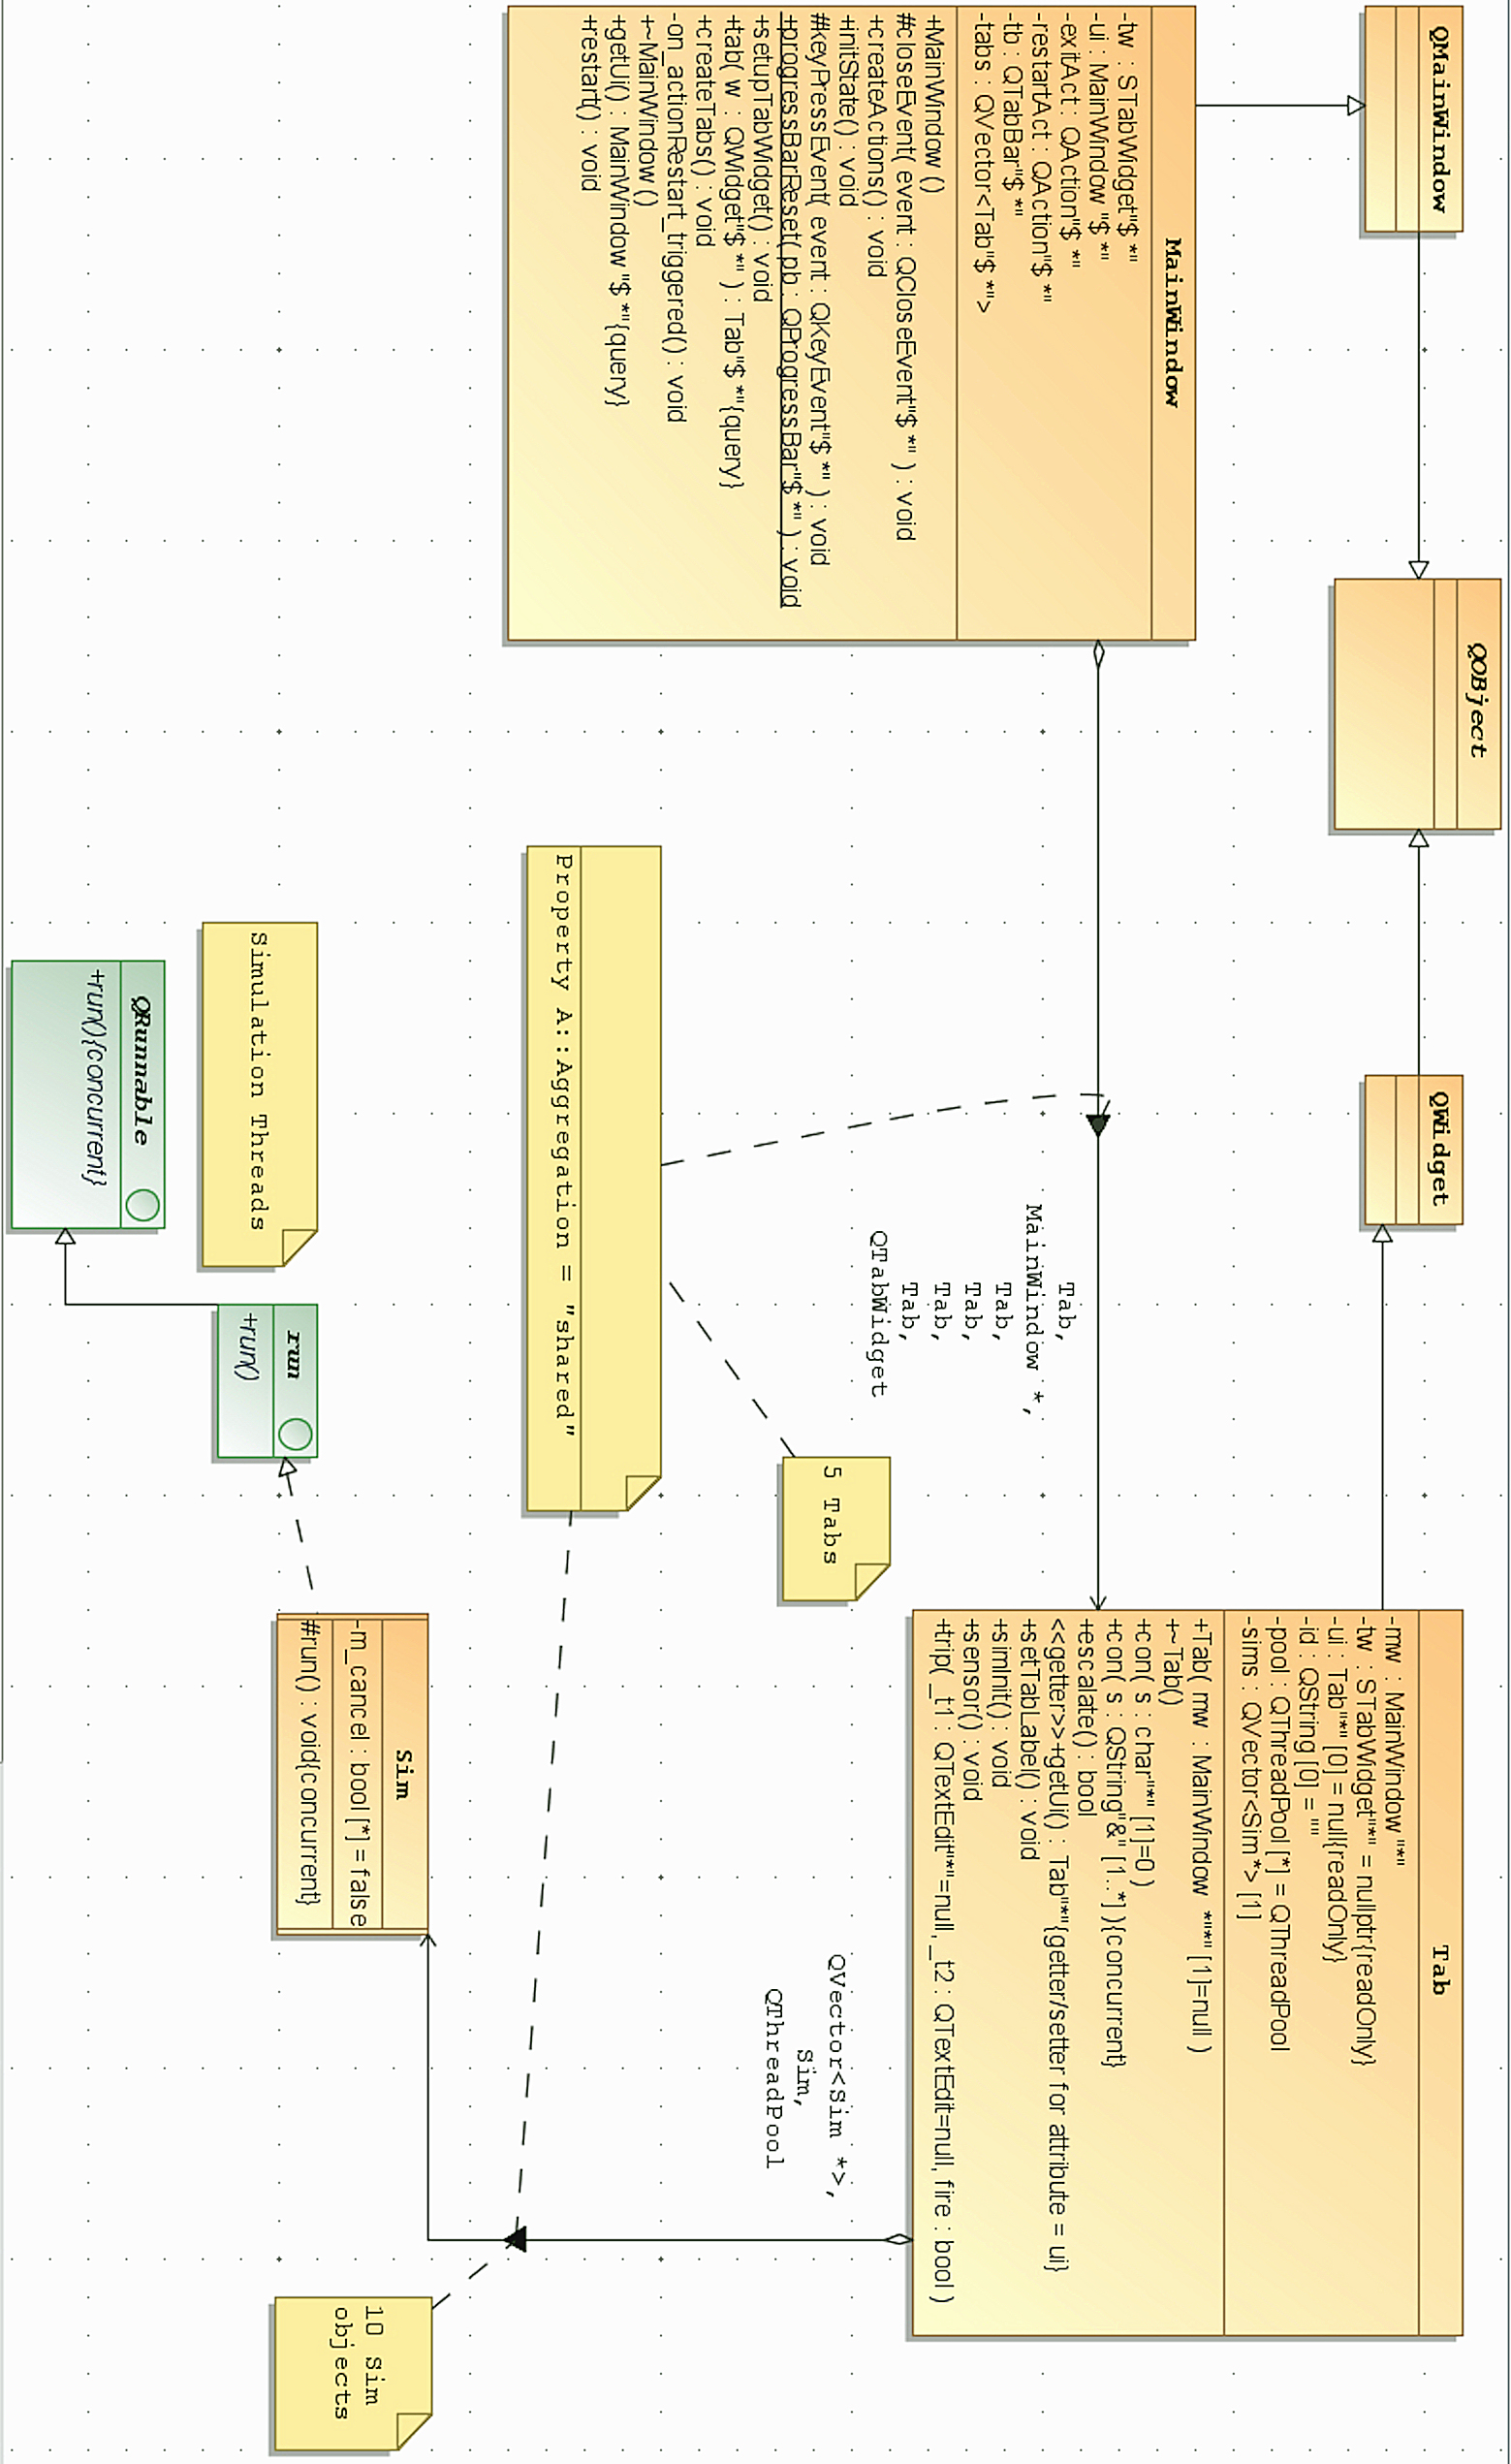 QMainWindow
QOBject
QWidget
MainWindow
-tw : STabWidget"$ *"
-ui : MainWindow "$ *"
-exitAct : QAction"$ *"
-restartAct : QAction"$ *"
-tb : QTabBar"$ *"
-tabs : QVector<Tab"$ *">
+MainWindow ()
#closeEvent( event : QCloseEvent"$ *" ) : void
+createActions() : void
+initState() : void
#keyPressEvent( event : QKeyEvent"$ *" ) : void
+progressBarReset( pb : QProgressBar"$ *" ) : void
+setupTabWidget() : void
+tab( w : QWidget"$ *" ) : Tab"$ *"{query}
+createTabs() : void
-on_actionRestart_triggered() : void
+~MainWindow ()
+getUi() : MainWindow "$ *"{query}
+restart() : void
Tab,
MainWindow *,
Tab,
Tab,
Tab,
Tab,
QTabWidget
Tab
-mw : MainWindow "*"
-tw : STabWidget"*" = nullptr{readOnly}
-ui : Tab"*" [0] = null{readOnly}
-id : QString [0] = ""
-pool : QThreadPool [*] = QThreadPool
-sims : QVector<Sim*> [1]
+Tab( mw : MainWindow *"*" [1]=null )
+~Tab()
+con( s : char"*" [1]=0 )
+con( s : QString"&" [1..*] ){concurrent}
+escalate() : bool
<<getter>>+getUi() : Tab"*"{getter/setter for attribute = ui}
+setTabLabel() : void
+simInit() : void
+sensor() : void
+trip( _t1 : QTextEdit"*"=null, _t2 : QTextEdit=null, fire : bool )
5 Tabs
Property A::Aggregation = "shared"
QVector<Sim *>,
Sim,
QThreadPool
Simulation Threads
QRunnable
+run(){concurrent}
run
+run()
Sim
-m_cancel : bool [*] = false
#run() : void{concurrent}
10 Sim
objects